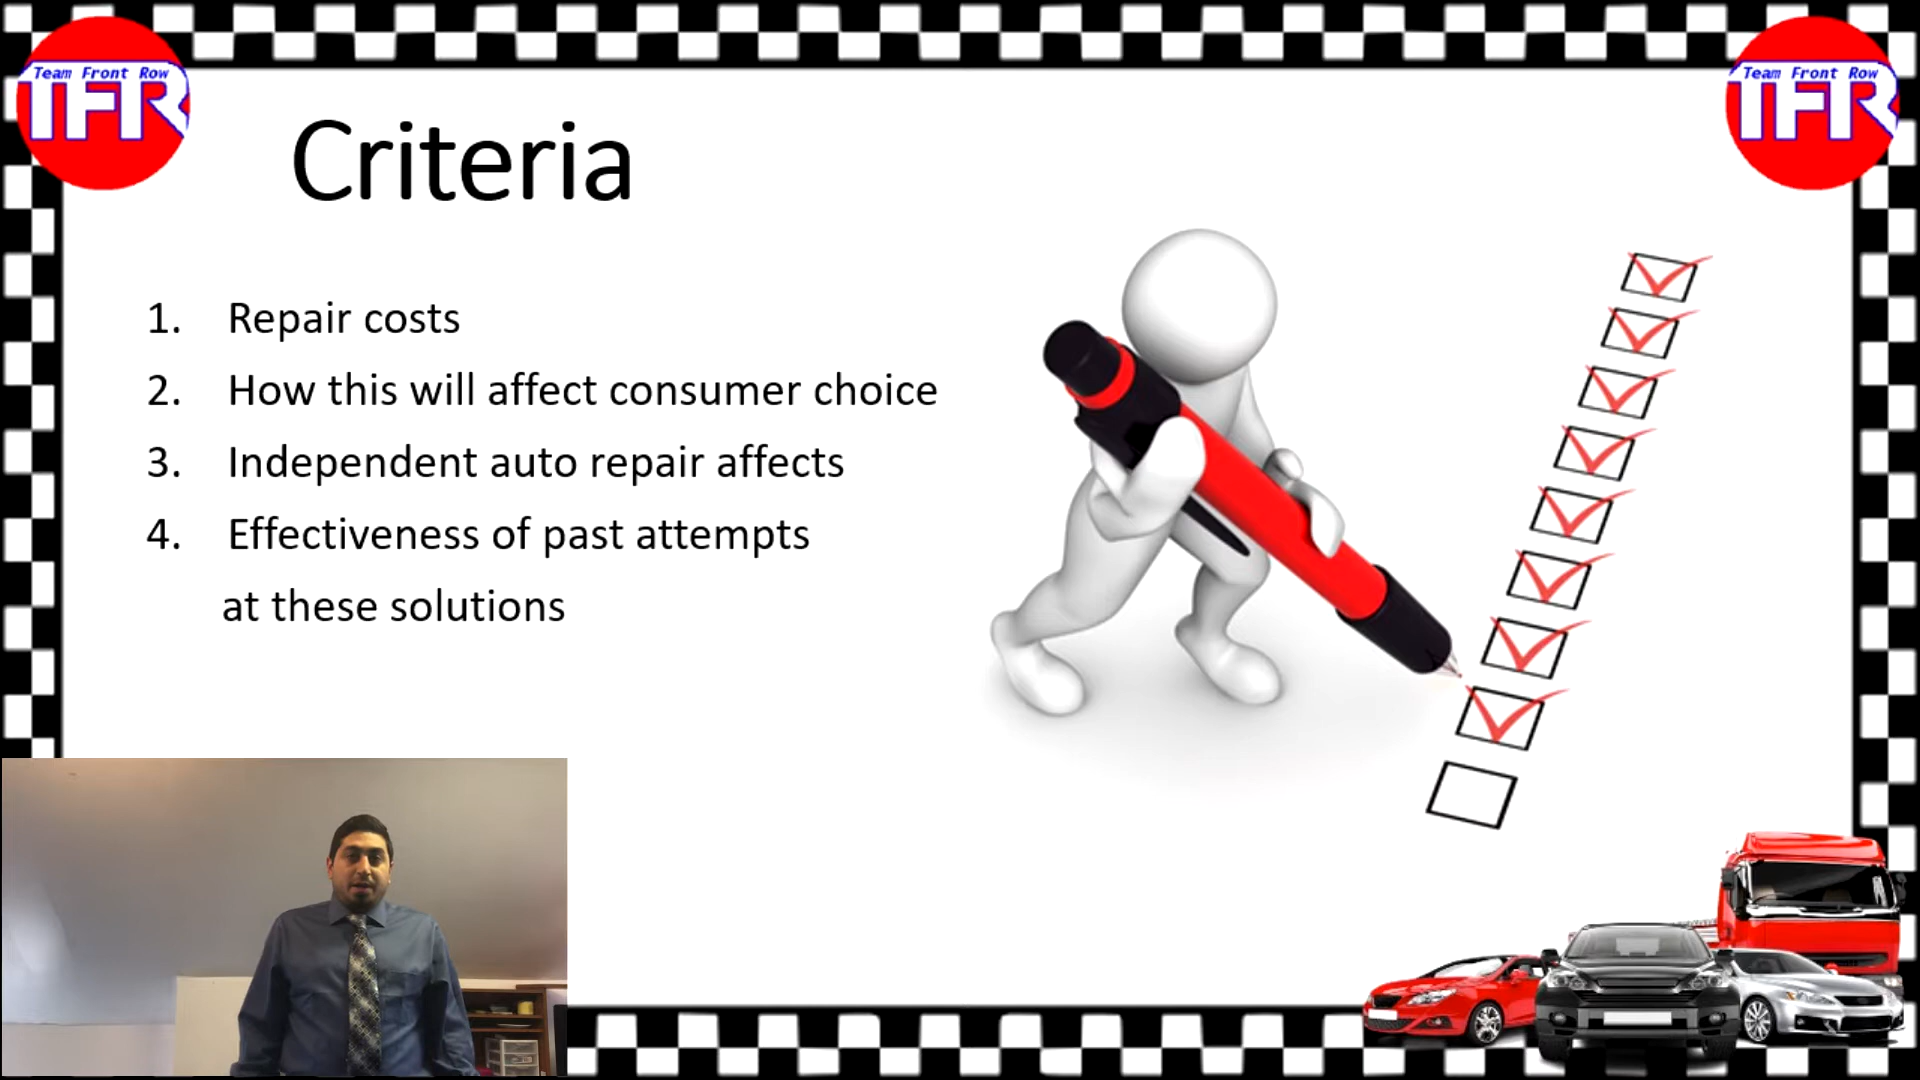 Team Front Row
TFR
Team Front Row
TFR
Criteria
1. Repair costs
2. How this will affect consumer choice
3. Independent auto repair affects
4. Effectiveness of past attempts
at these solutions